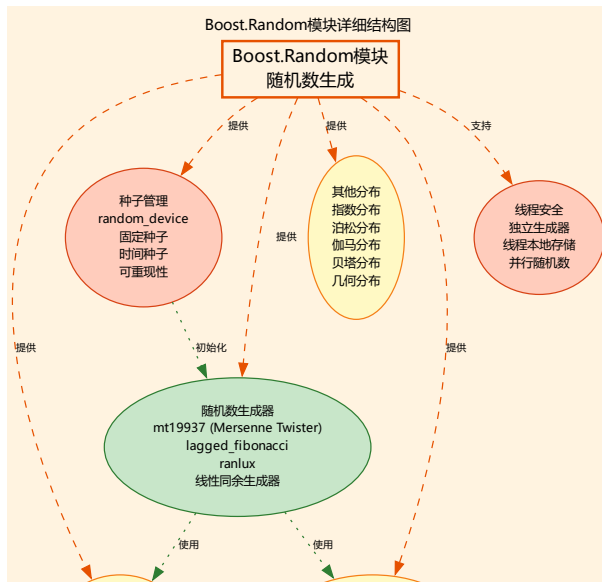 Boost.Random模块详细结构图
Boost.Random模块
随机数生成
提供
提供
支持
种子管理
random_device
固定种子
时间种子
可重现性
其他分布
指数分布
泊松分布
伽马分布
贝塔分布
几何分布
线程安全
独立生成器
线程本地存储
并行随机数
提供
提供
初始化
提供
随机数生成器
mt19937 (Mersenne Twister)
lagged_fibonacci
ranlux
线性同余生成器
使用
使用